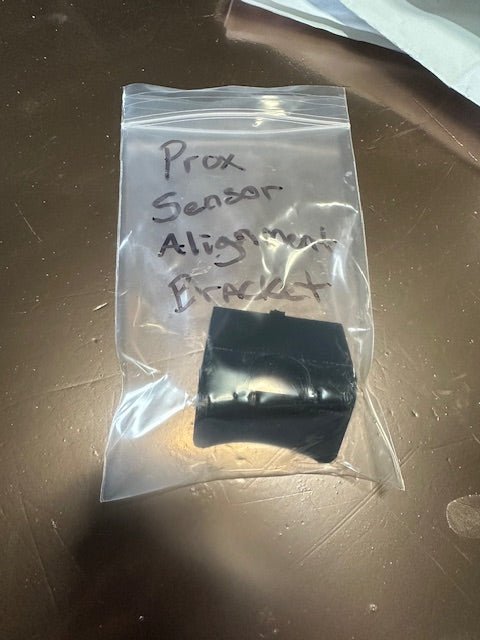 Prox
Sensor
Alignment
Bracket